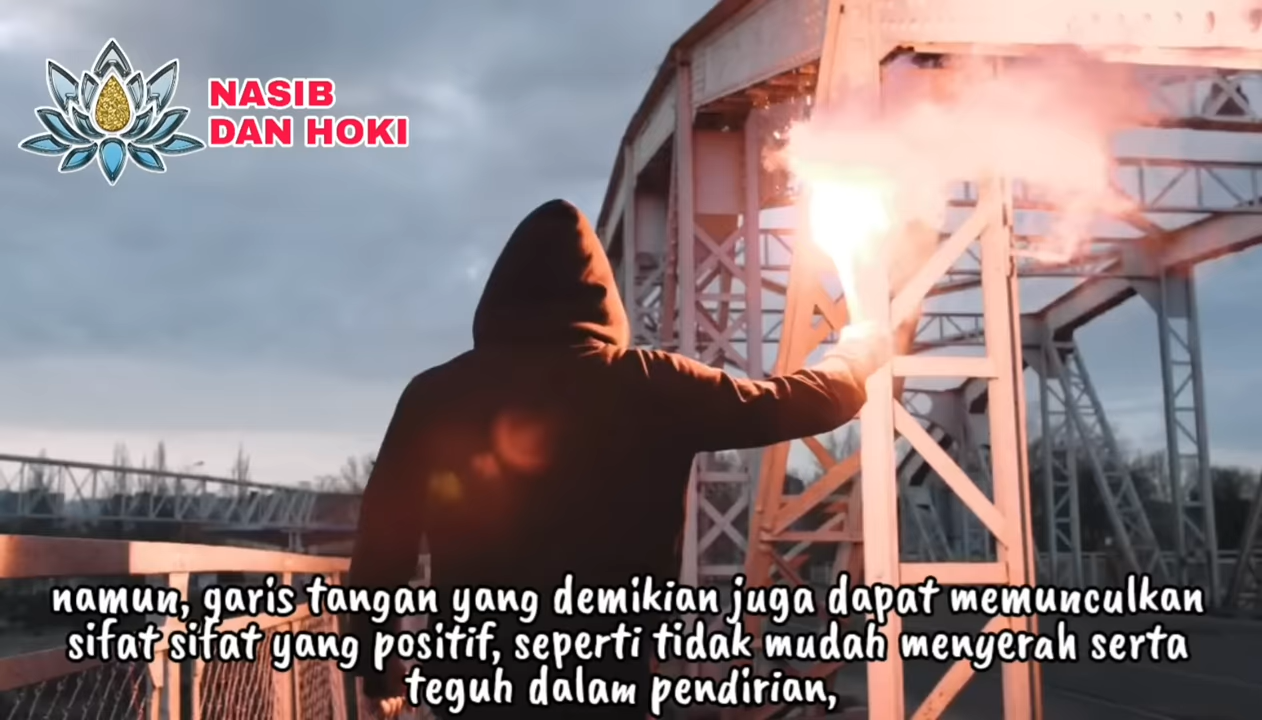 NASIB
DAN HOKI
namun, garis tangan yang demikian juga dapat memunculkan
sifat sifat yang positif, seperti tidak mudah menyerah serta
teguh dalam pendirian,